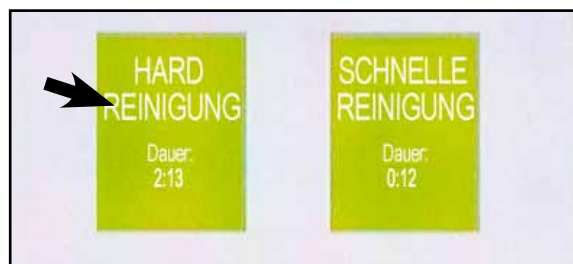 HARD
REINIGUNG
Dauer:
2:13
SCHNELLE
REINIGUNG
Dauer:
0:12